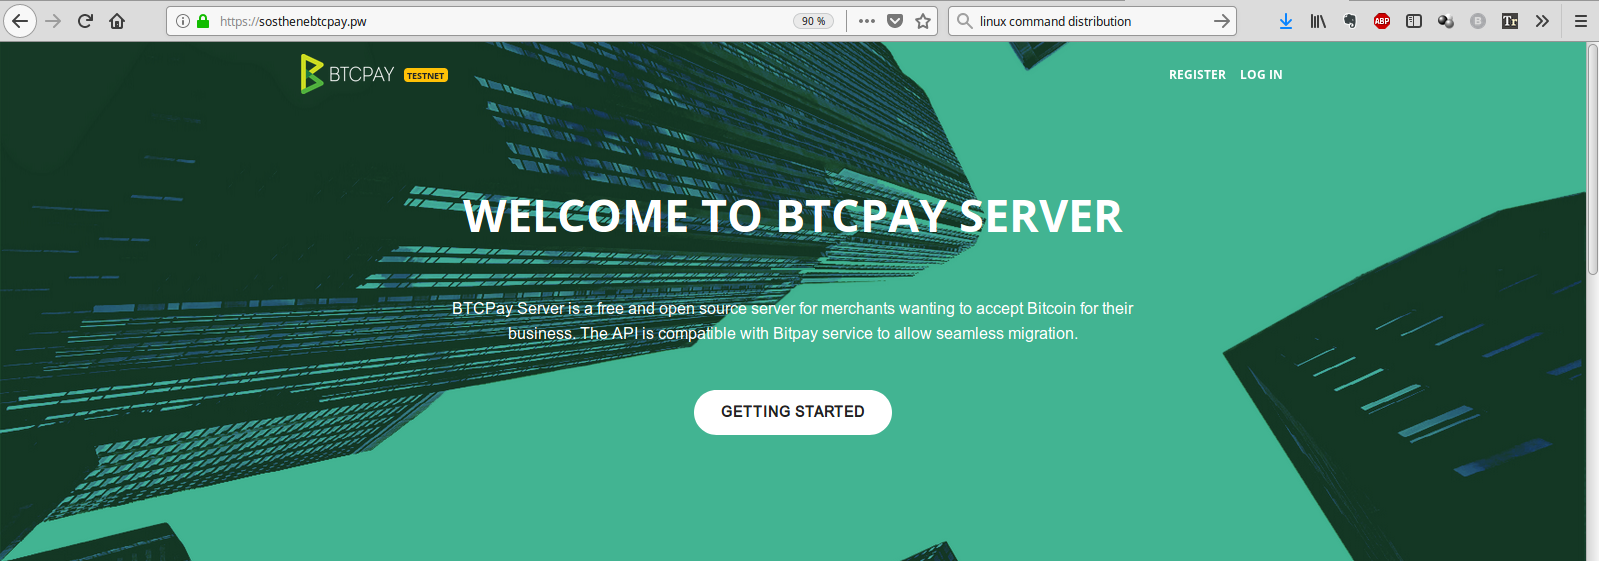 https://sosthenebtcpay.pw
90 %
linux command distribution
ABP
B
Tr
BTCPAY
TESTNET
REGISTER
LOG IN
WELCOME TO BTCPAY SERVER
BTCPay Server is a free and open source server for merchants wanting to accept Bitcoin for their
business. The API is compatible with Bitpay service to allow seamless migration.
GETTING STARTED